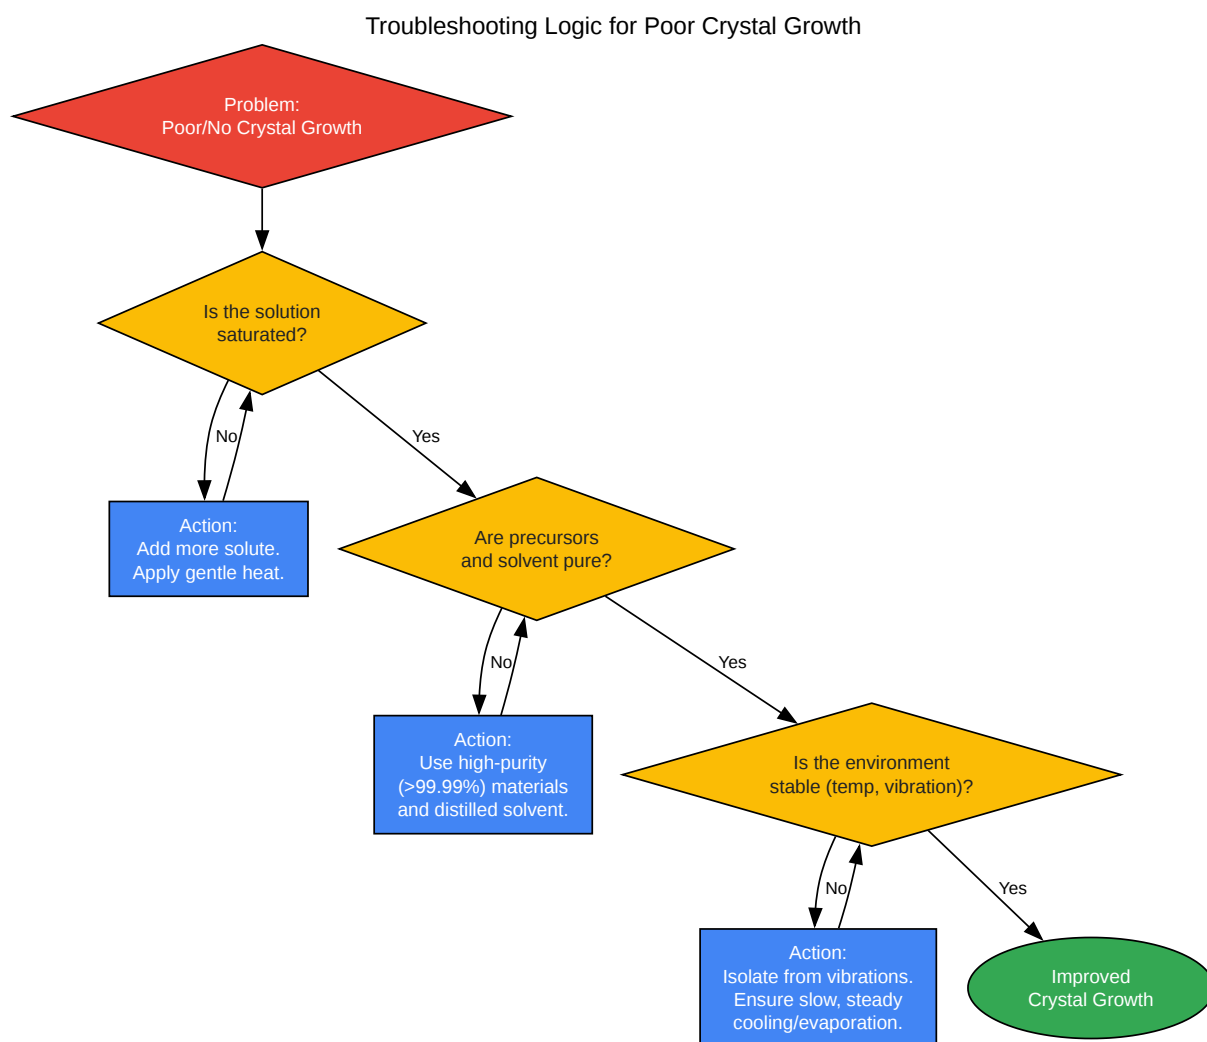 Troubleshooting Logic for Poor Crystal Growth
Problem:
Poor/No Crystal Growth
Is the solution
saturated?
No
Yes
Action:
Add more solute.
Apply gentle heat.
Are precursors
and solvent pure?
No
Yes
Action:
Use high-purity
(>99.99%) materials
and distilled solvent.
Is the environment
stable (temp, vibration)?
No
Yes
Action:
Isolate from vibrations.
Ensure slow, steady
cooling/evaporation.
Improved
Crystal Growth